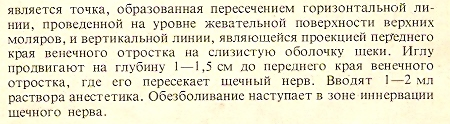 является точка, образованная пересечением горизонтальной ли-
нии, проведенной на уровне жевательной поверхности верхних
моляров, и вертикальной линии, являющейся проекцией переднего
края венечного отростка на слизистую оболочку щеки. Иглу
продвигают на глубину 1—1,5 см до переднего края венечного
отростка, где его пересекает щечный нерв. Вводят 1—2 мл
раствора анестетика. Обезболивание наступает в зоне иннервации
щечного нерва.